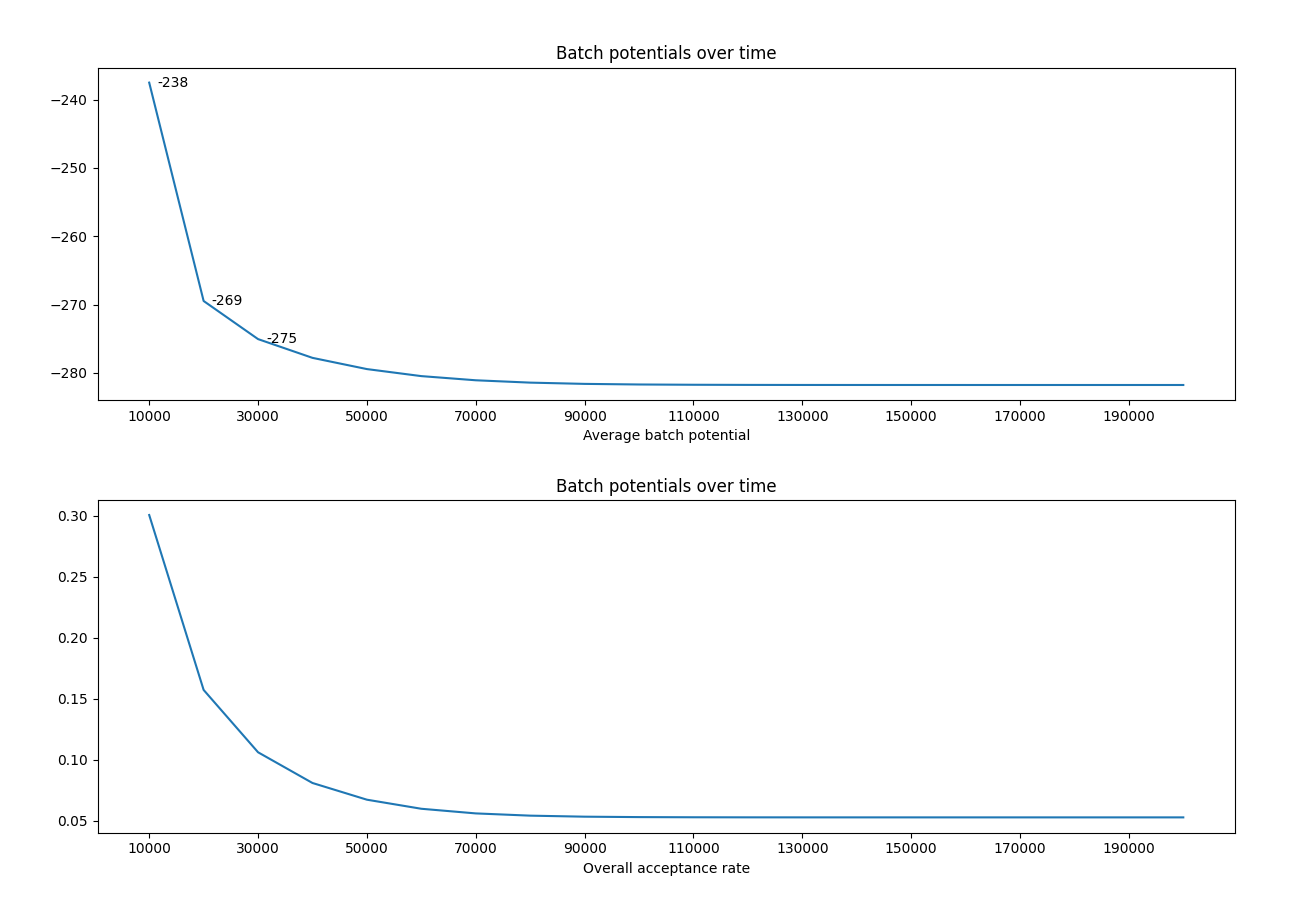 Batch potentials over time
-238
−240
−250
−260
-269
−270
-275
−280
10000 30000 50000 70000 90000 110000 130000 150000 170000 190000
Average batch potential
Batch potentials over time
0.30
0.25
0.20
0.15
0.10
0.05
10000 30000 50000 70000 90000 110000 130000 150000 170000 190000
Overall acceptance rate